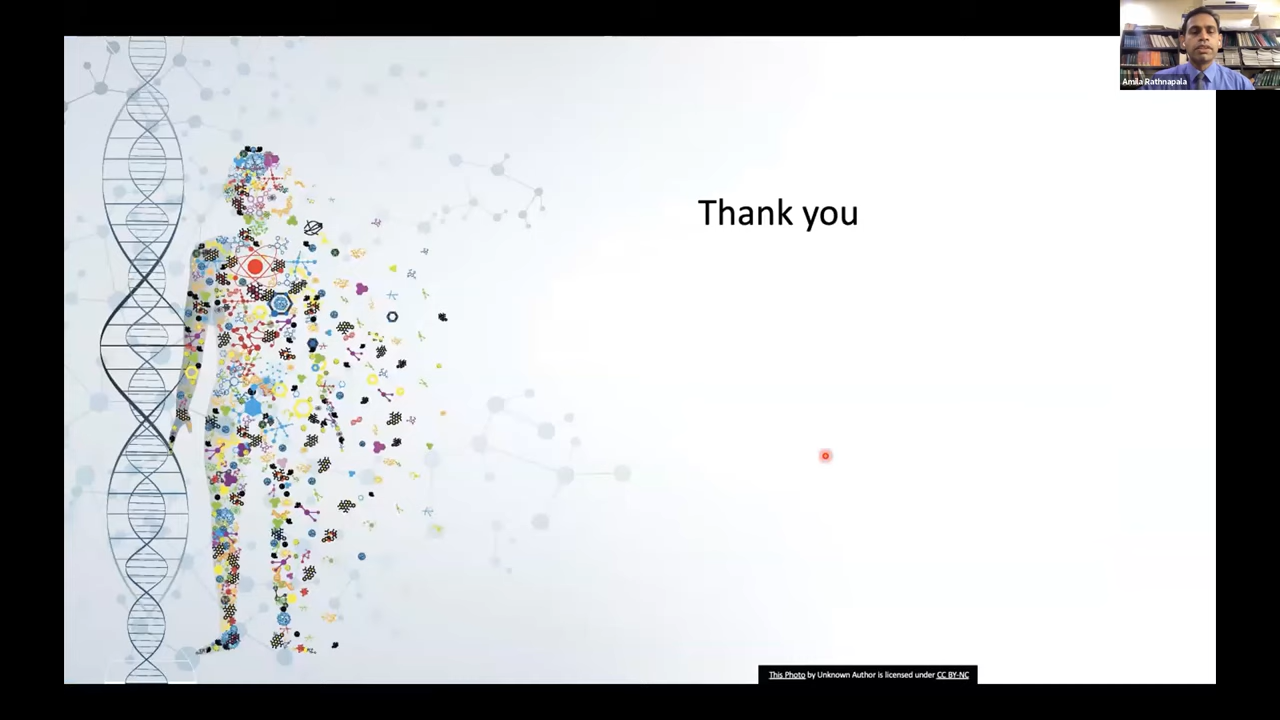 Amila Rathnapala
Thank you
This Photo by Unknown Author is licensed under CC BY-NC